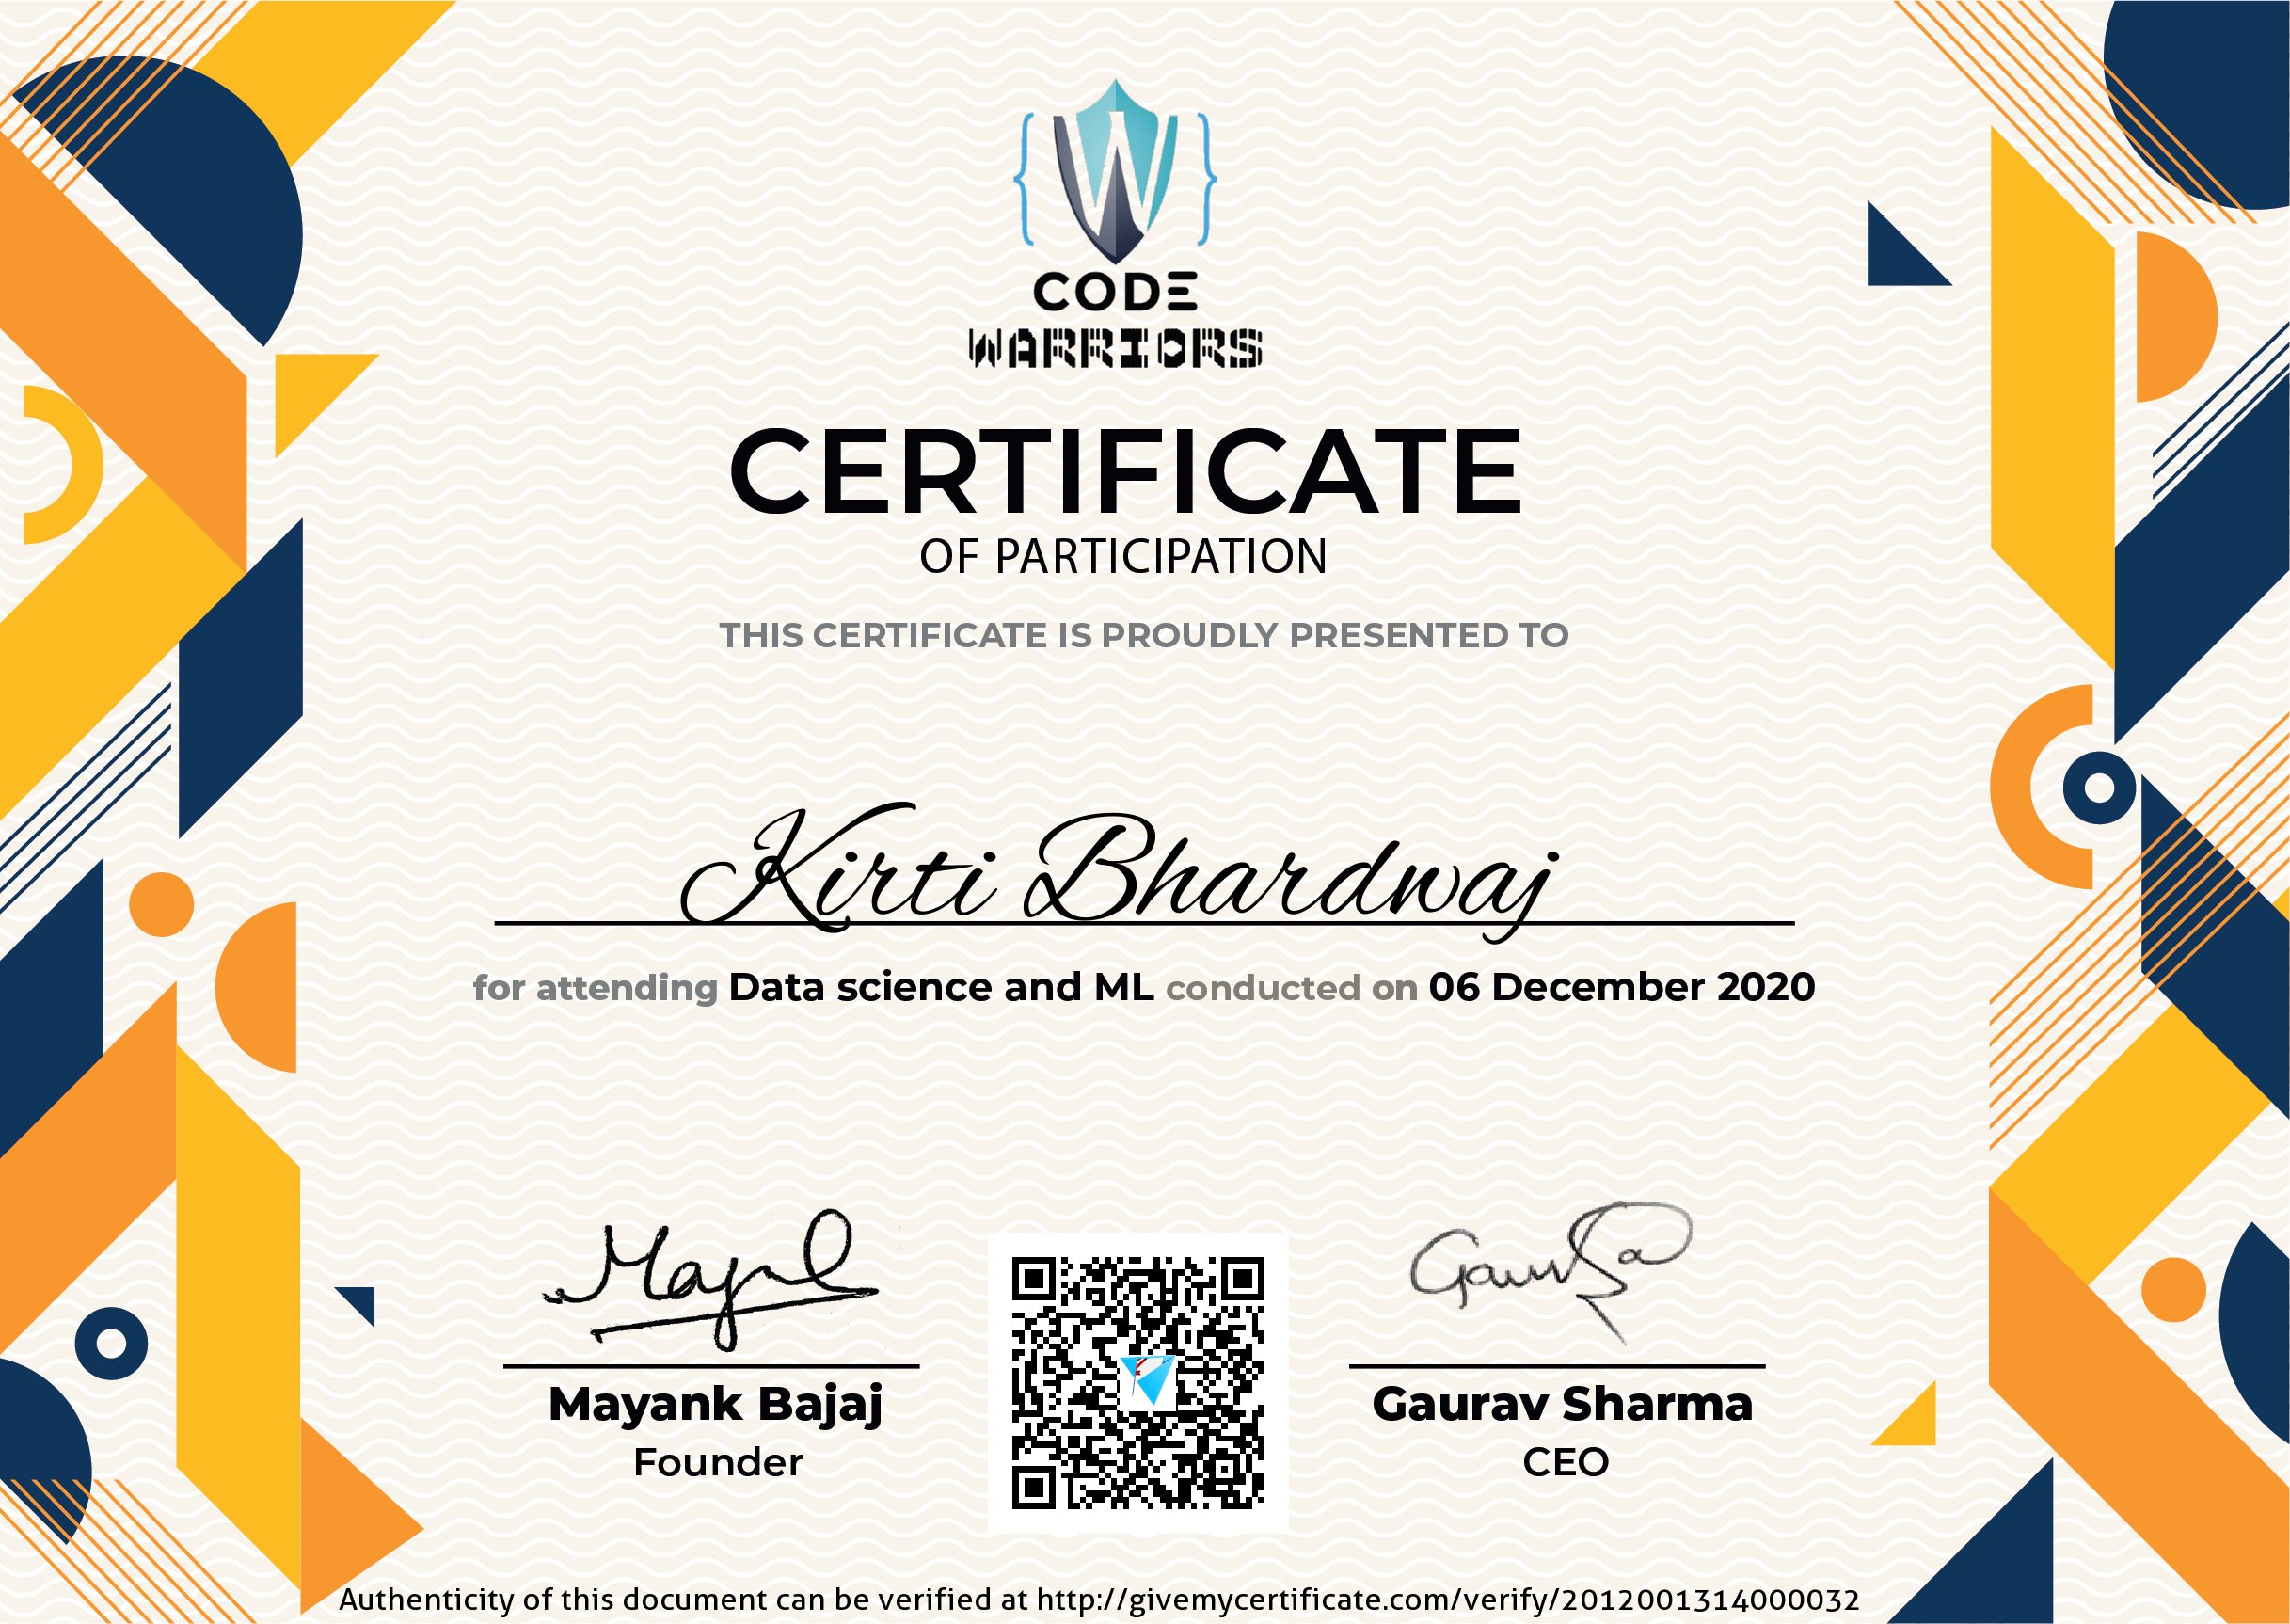 CODE
WARRIORS
CERTIFICATE
OF PARTICIPATION
THIS CERTIFICATE IS PROUDLY PRESENTED TO
Kirti Bhardwaj
for attending Data science and ML conducted on 06 December 2020
Mayank Bajaj
Founder
Gaurav Sharma
CEO
Authenticity of this document can be verified at http://givemycertificate.com/verify/2012001314000032